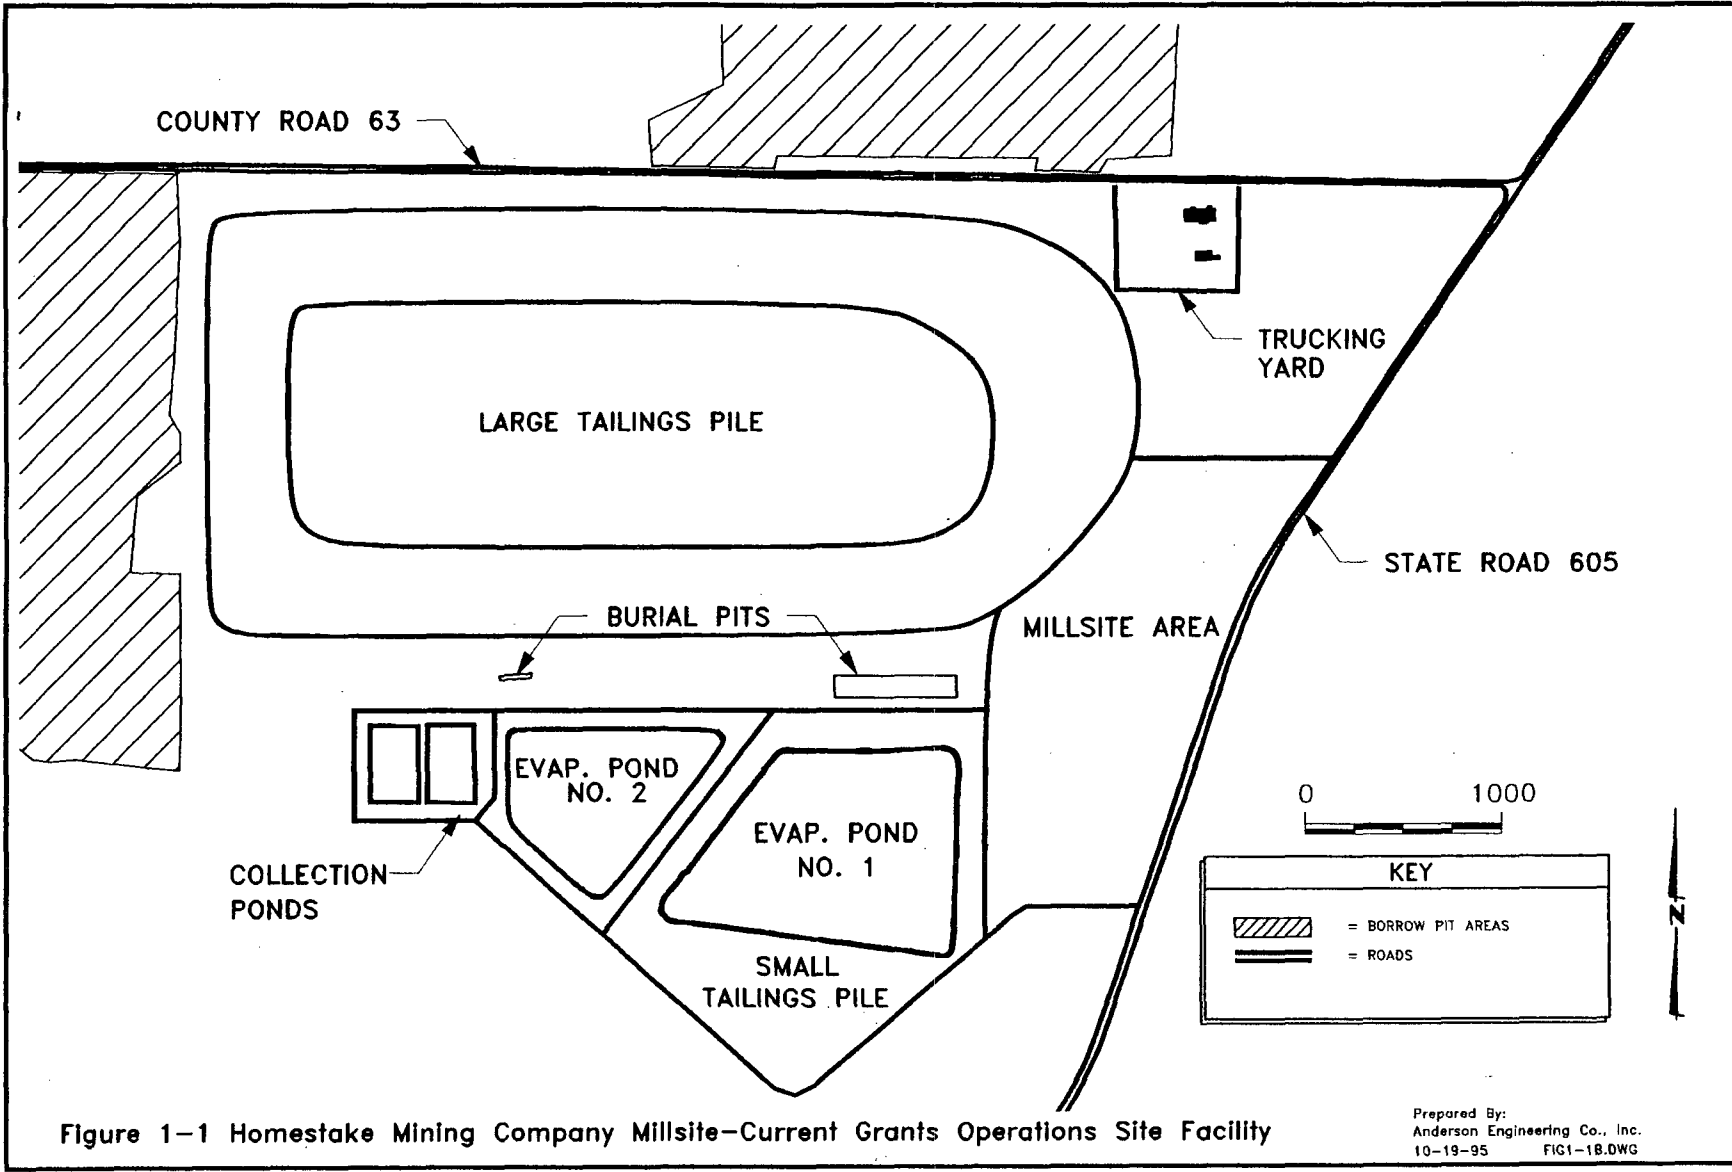 COUNTY ROAD 63
TRUCKING
YARD
LARGE TAILINGS PILE
STATE ROAD 605
BURIAL PITS
MILLSITE AREA
EVAP. POND
NO. 2
EVAP. POND
NO. 1
COLLECTION
PONDS
SMALL
TAILINGS PILE
0 1000
KEY
= BORROW PIT AREAS
= ROADS
N
Figure 1-1 Homestake Mining Company Millsite-Current Grants Operations Site Facility
Prepared By:
Anderson Engineering Co., Inc.
10-19-95 FIG1-1B.DWG